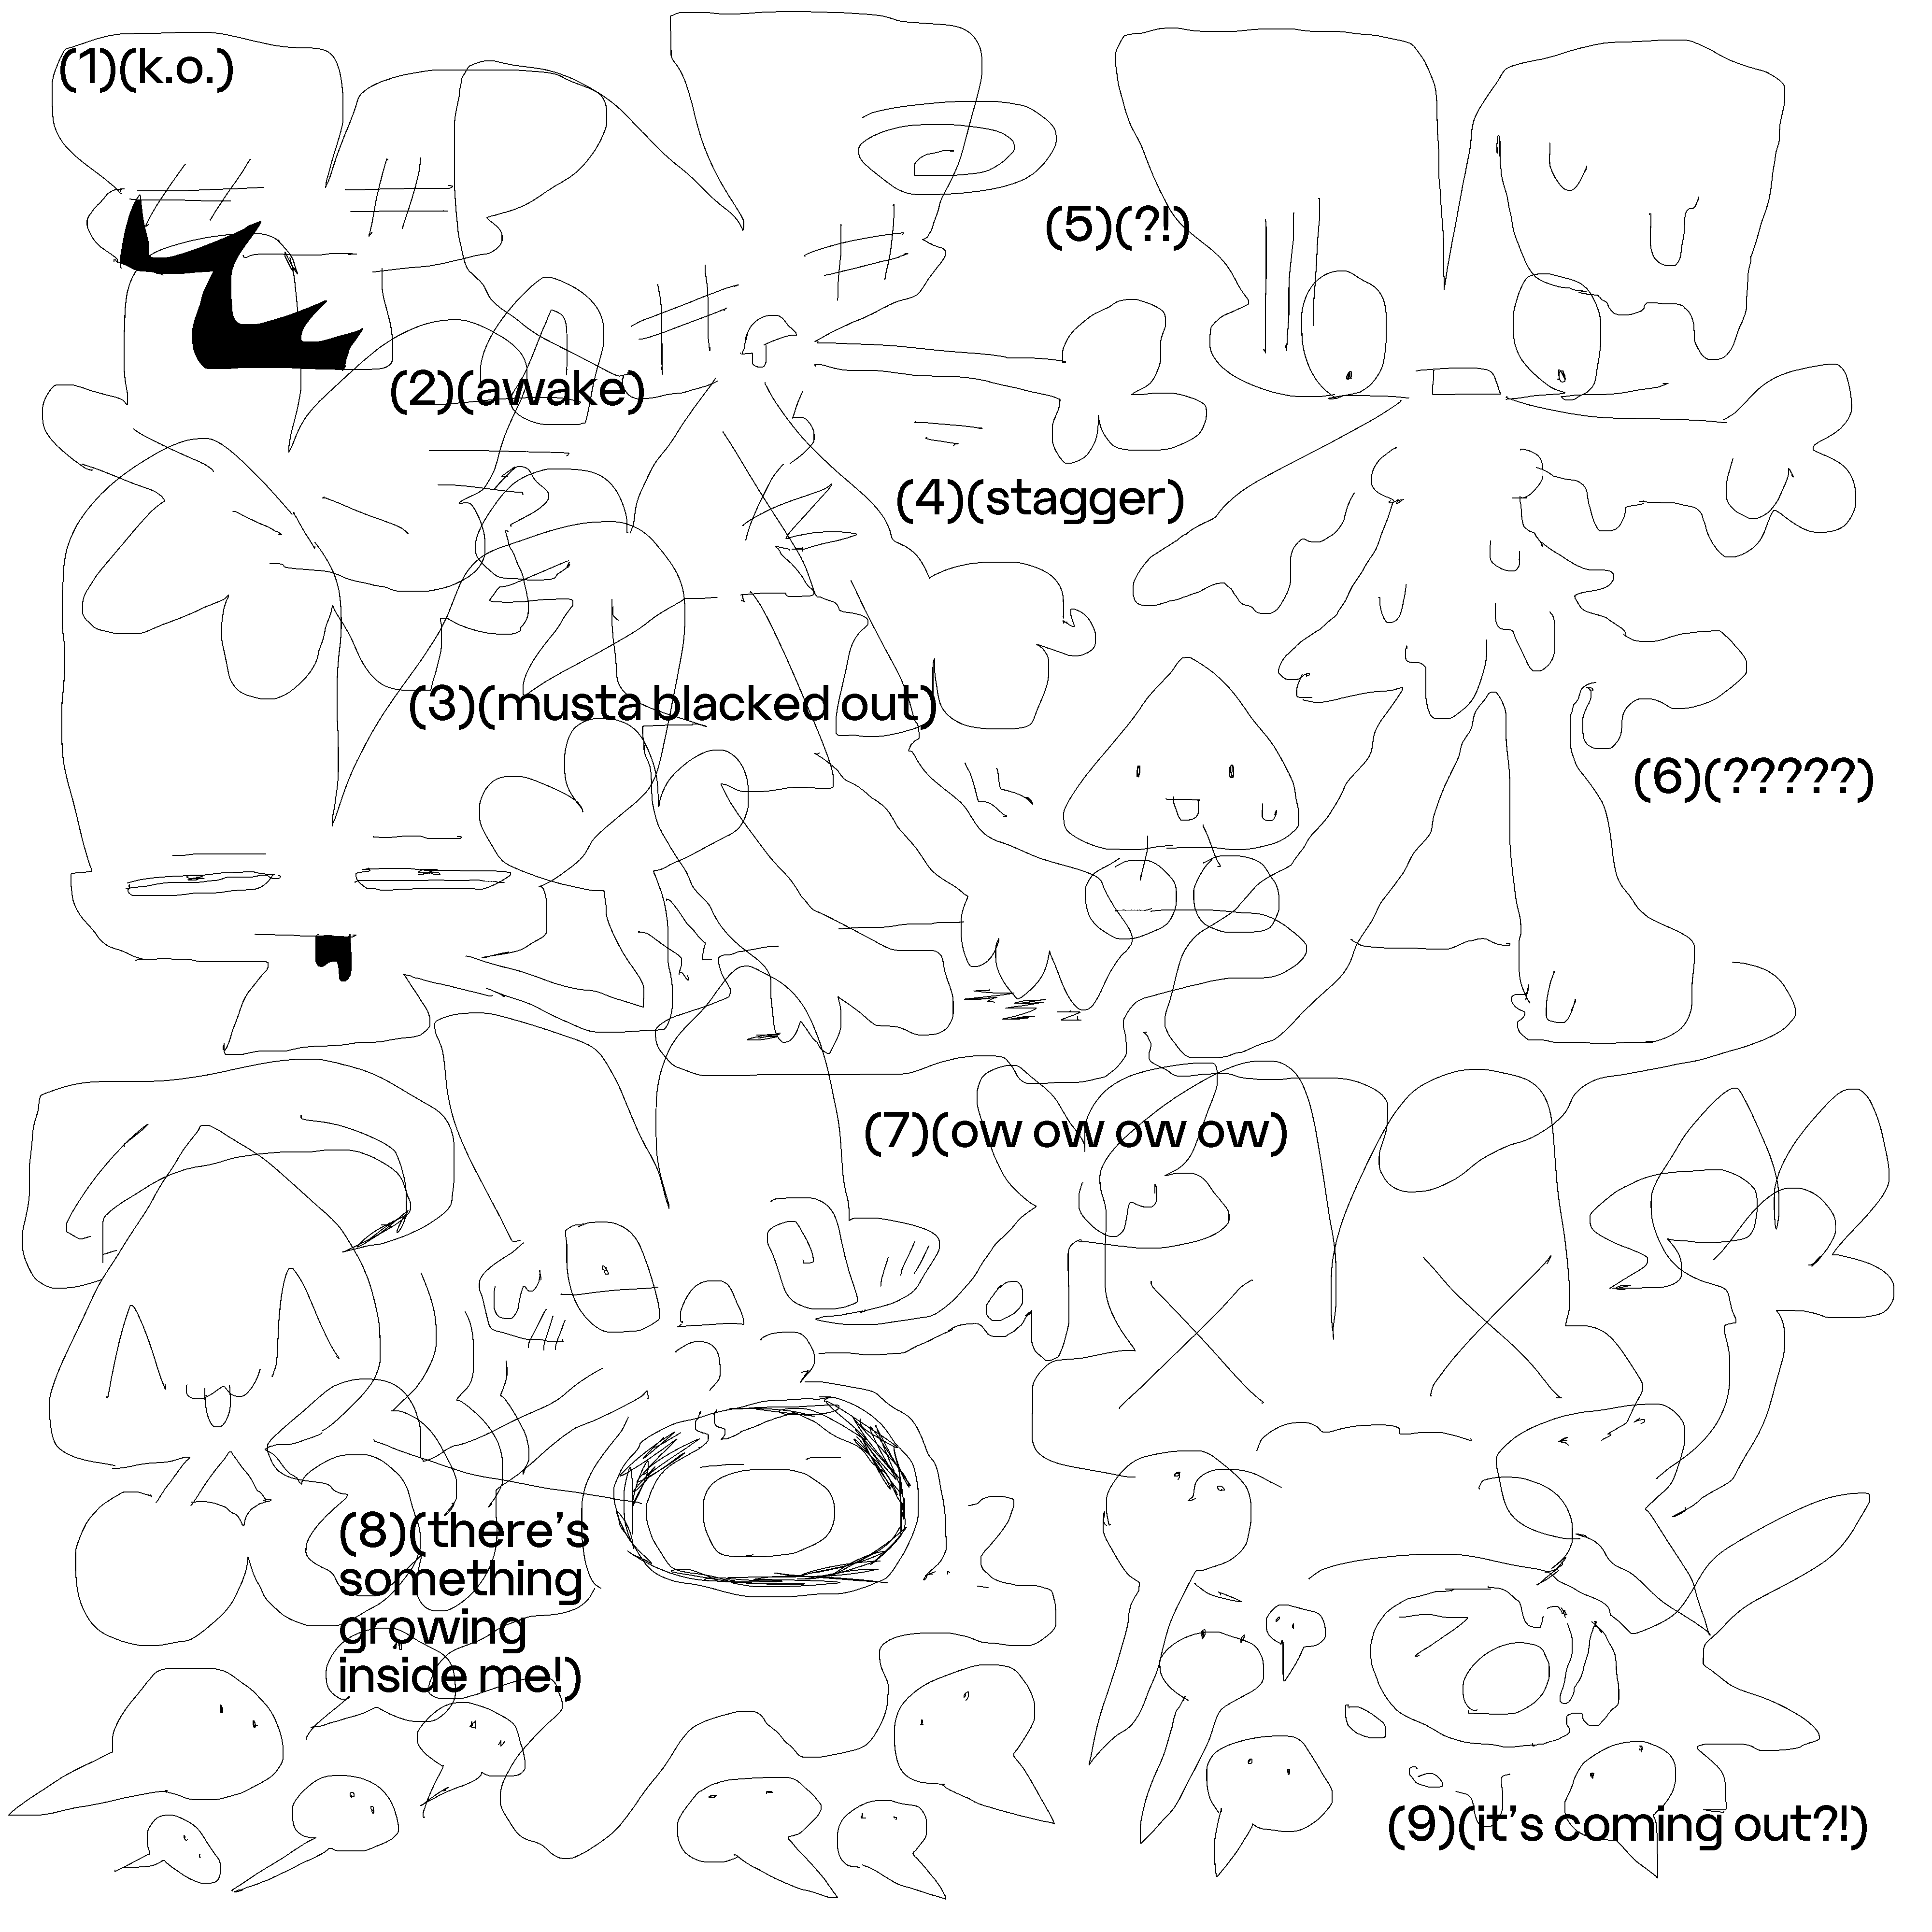 (1)(k.o.)
(2)(awake)
(3)(musta blacked out)
(4)(stagger)
(5)(?!)
(6)(?????)
(7)(ow ow ow ow)
(8)(there's
something
growing
inside me!)
(9)(it's coming out?!)